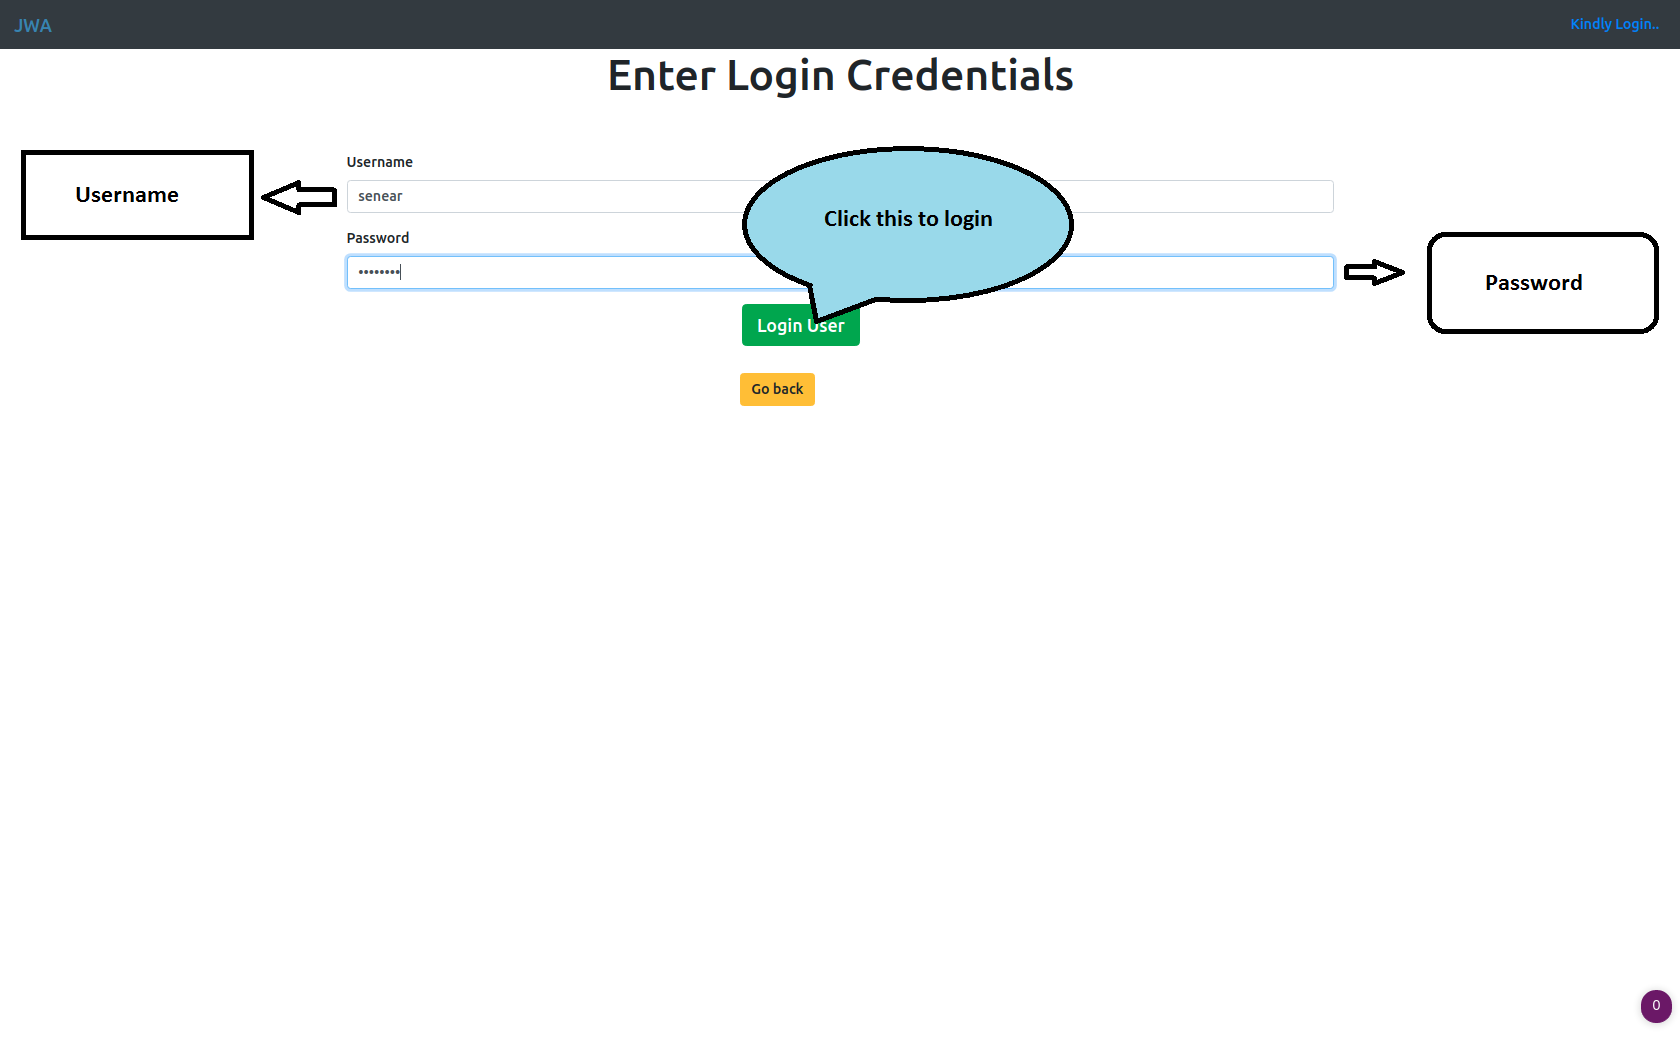 JWA
Kindly Login..
Enter Login Credentials
Username
Username
senear
Click this to login
Password
••••••••
Password
Login User
Go back
0